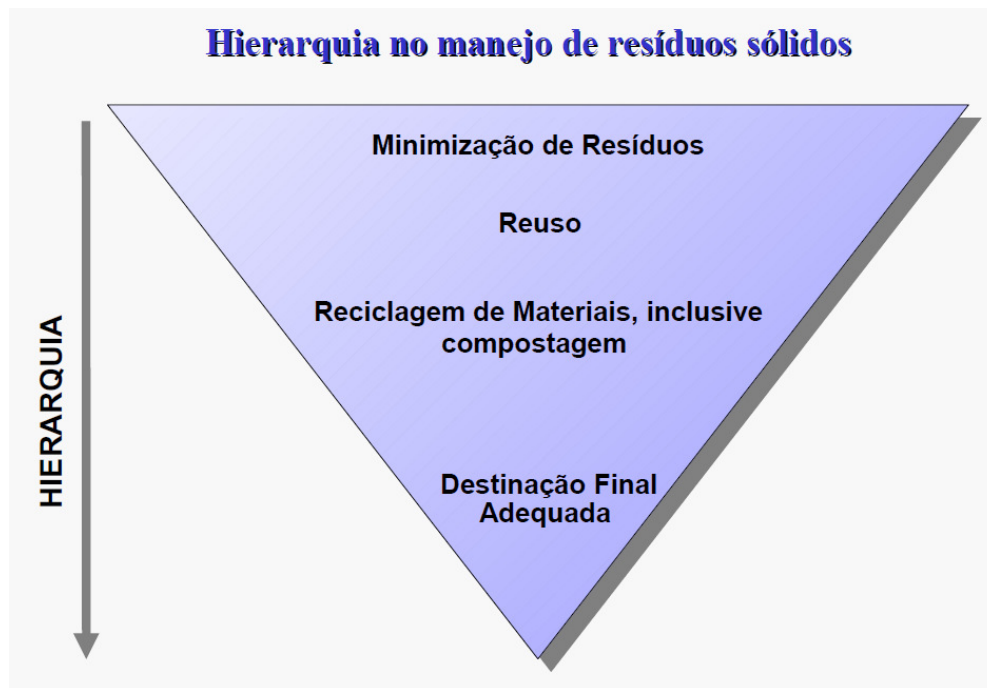 Hierarquia no manejo de resíduos sólidos
Minimização de Resíduos
Reuso
Reciclagem de Materiais, inclusive
compostagem
Destinação Final
Adequada
HIERARQUIA